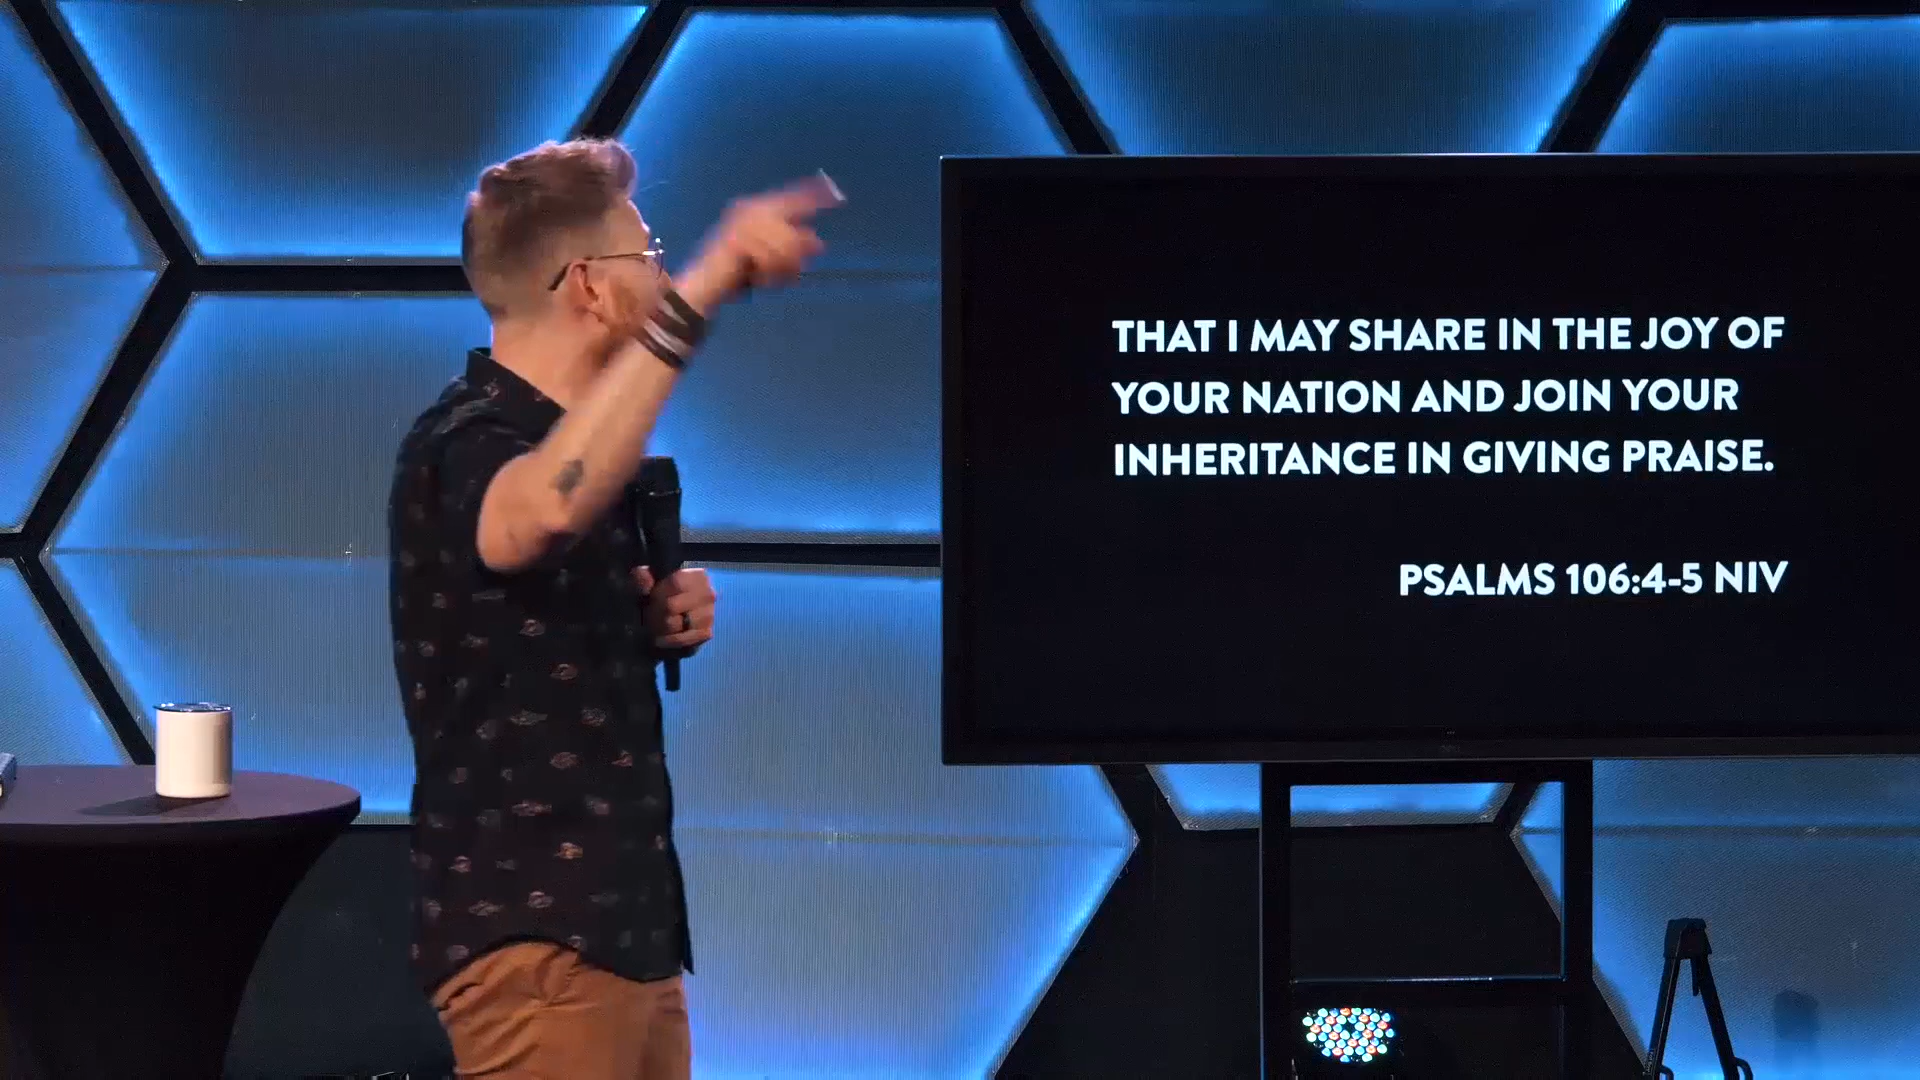 THAT I MAY SHARE IN THE JOY OF
YOUR NATION AND JOIN YOUR
INHERITANCE IN GIVING PRAISE.
PSALMS 106:4-5 NIV